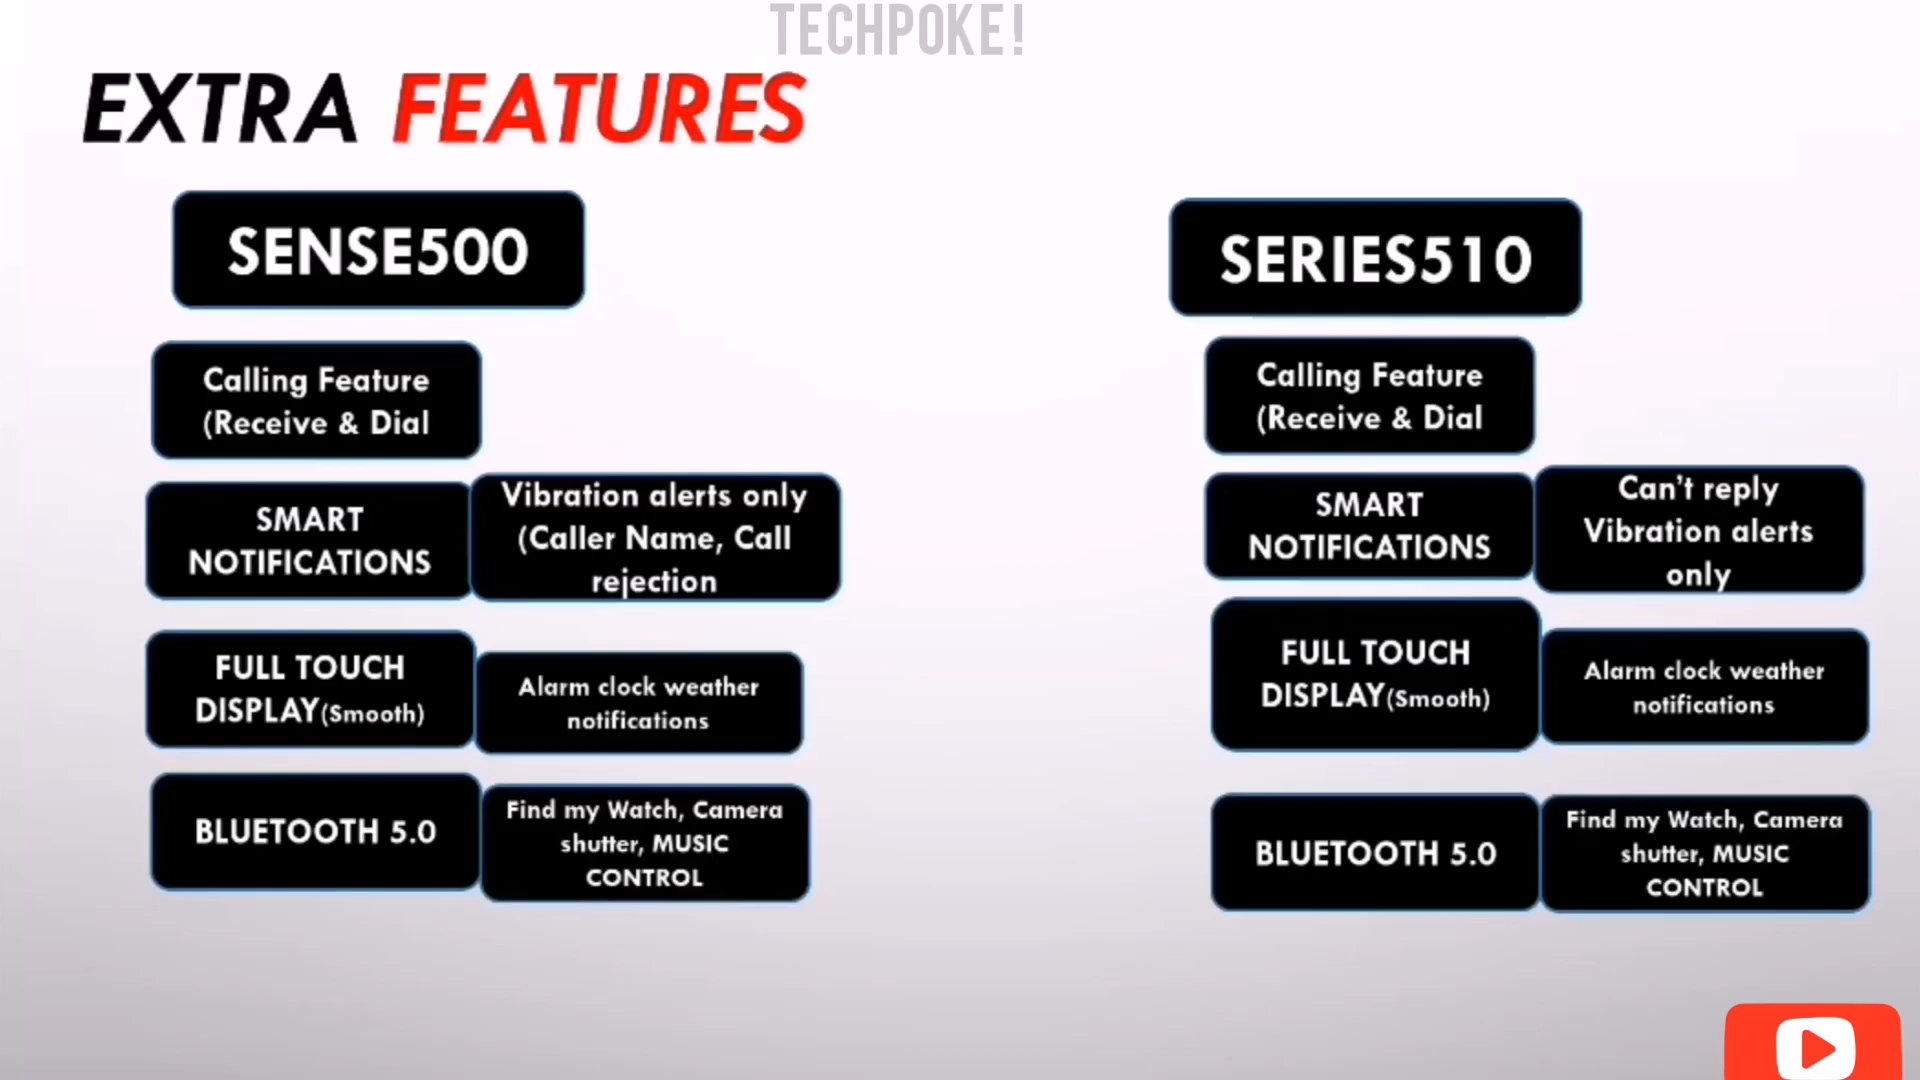 TECHPOKE!
EXTRA FEATURES
SENSE500
Calling Feature
(Receive & Dial
SMART
NOTIFICATIONS
Vibration alerts only
(Caller Name, Call
rejection
FULL TOUCH
DISPLAY(Smooth)
Alarm clock weather
notifications
BLUETOOTH 5.0
Find my Watch, Camera
shutter, MUSIC
CONTROL
SERIES510
Calling Feature
(Receive & Dial
SMART
NOTIFICATIONS
Can't reply
Vibration alerts
only
FULL TOUCH
DISPLAY(Smooth)
Alarm clock weather
notifications
BLUETOOTH 5.0
Find my Watch, Camera
shutter, MUSIC
CONTROL